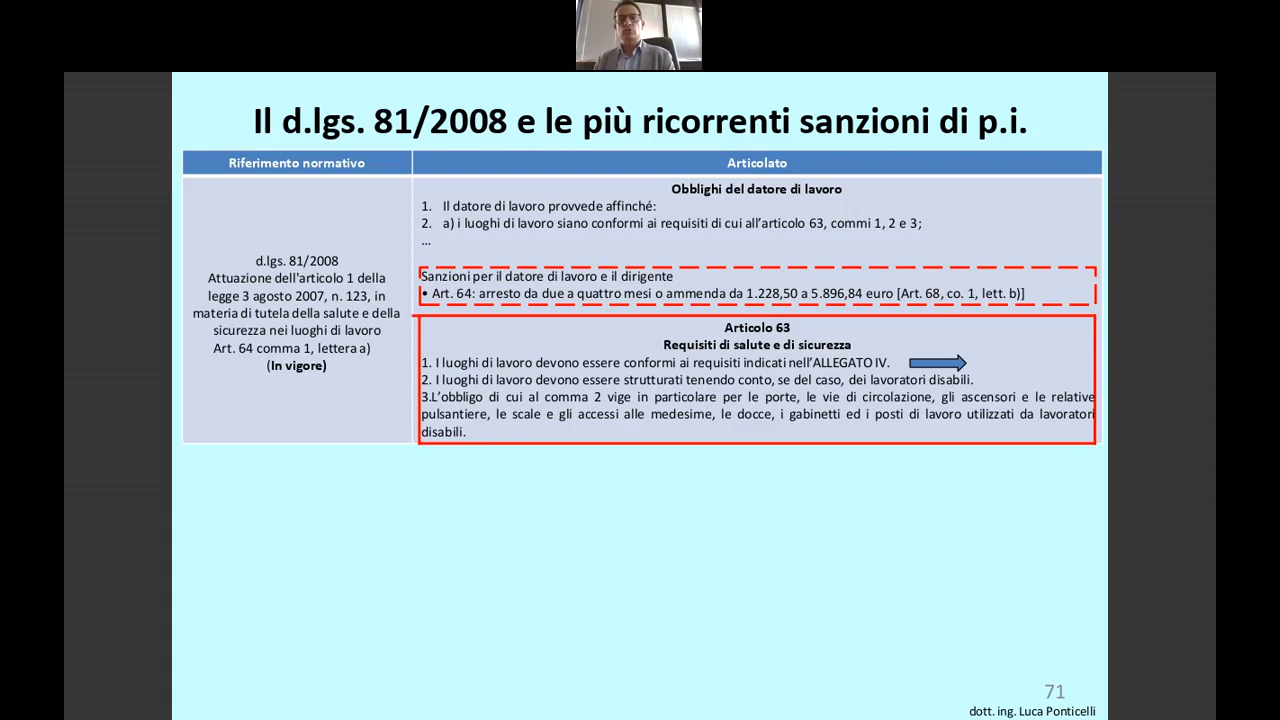 Il d.lgs. 81/2008 e le più ricorrenti sanzioni di p.i.
Riferimento normativo
Articolato
d.lgs. 81/2008
Attuazione dell'articolo 1 della
legge 3 agosto 2007, n. 123, in
materia di tutela della salute e della
sicurezza nei luoghi di lavoro
Art. 64 comma 1, lettera a)
(In vigore)
Obblighi del datore di lavoro
1. Il datore di lavoro provvede affinché:
2. a) i luoghi di lavoro siano conformi ai requisiti di cui all'articolo 63, commi 1, 2 e 3;
…
Sanzioni per il datore di lavoro e il dirigente
• Art. 64: arresto da due a quattro mesi o ammenda da 1.228,50 a 5.896,84 euro [Art. 68, co. 1, lett. b)]
Articolo 63
Requisiti di salute e di sicurezza
1. I luoghi di lavoro devono essere conformi ai requisiti indicati nell'ALLEGATO IV.
2. I luoghi di lavoro devono essere strutturati tenendo conto, se del caso, dei lavoratori disabili.
3.L'obbligo di cui al comma 2 vige in particolare per le porte, le vie di circolazione, gli ascensori e le relative
pulsantiere, le scale e gli accessi alle medesime, le docce, i gabinetti ed i posti di lavoro utilizzati da lavoratori
disabili.
71
dott. ing. Luca Ponticelli